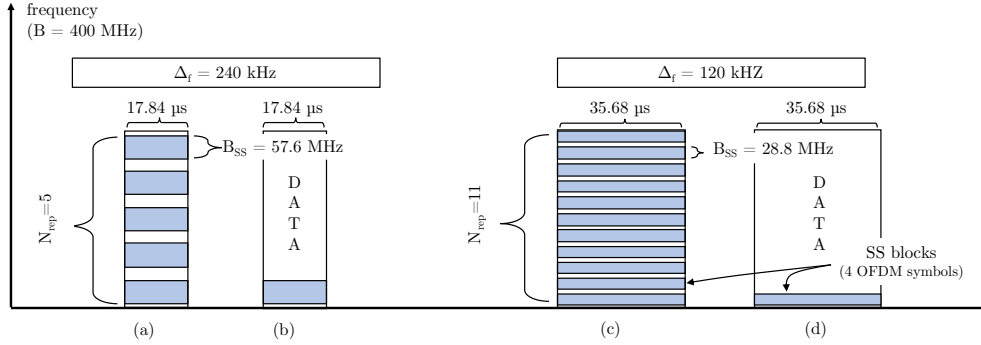 frequency
(B = 400 MHz)
Δf = 240 kHz
Δf = 120 kHZ
17.84 μs
17.84 μs
35.68 μs
35.68 μs
BSS = 57.6 MHz
BSS = 28.8 MHz
Nrep=5
D
A
T
A
Nrep=11
D
A
T
A
SS blocks
(4 OFDM symbols)
(a)
(b)
(c)
(d)